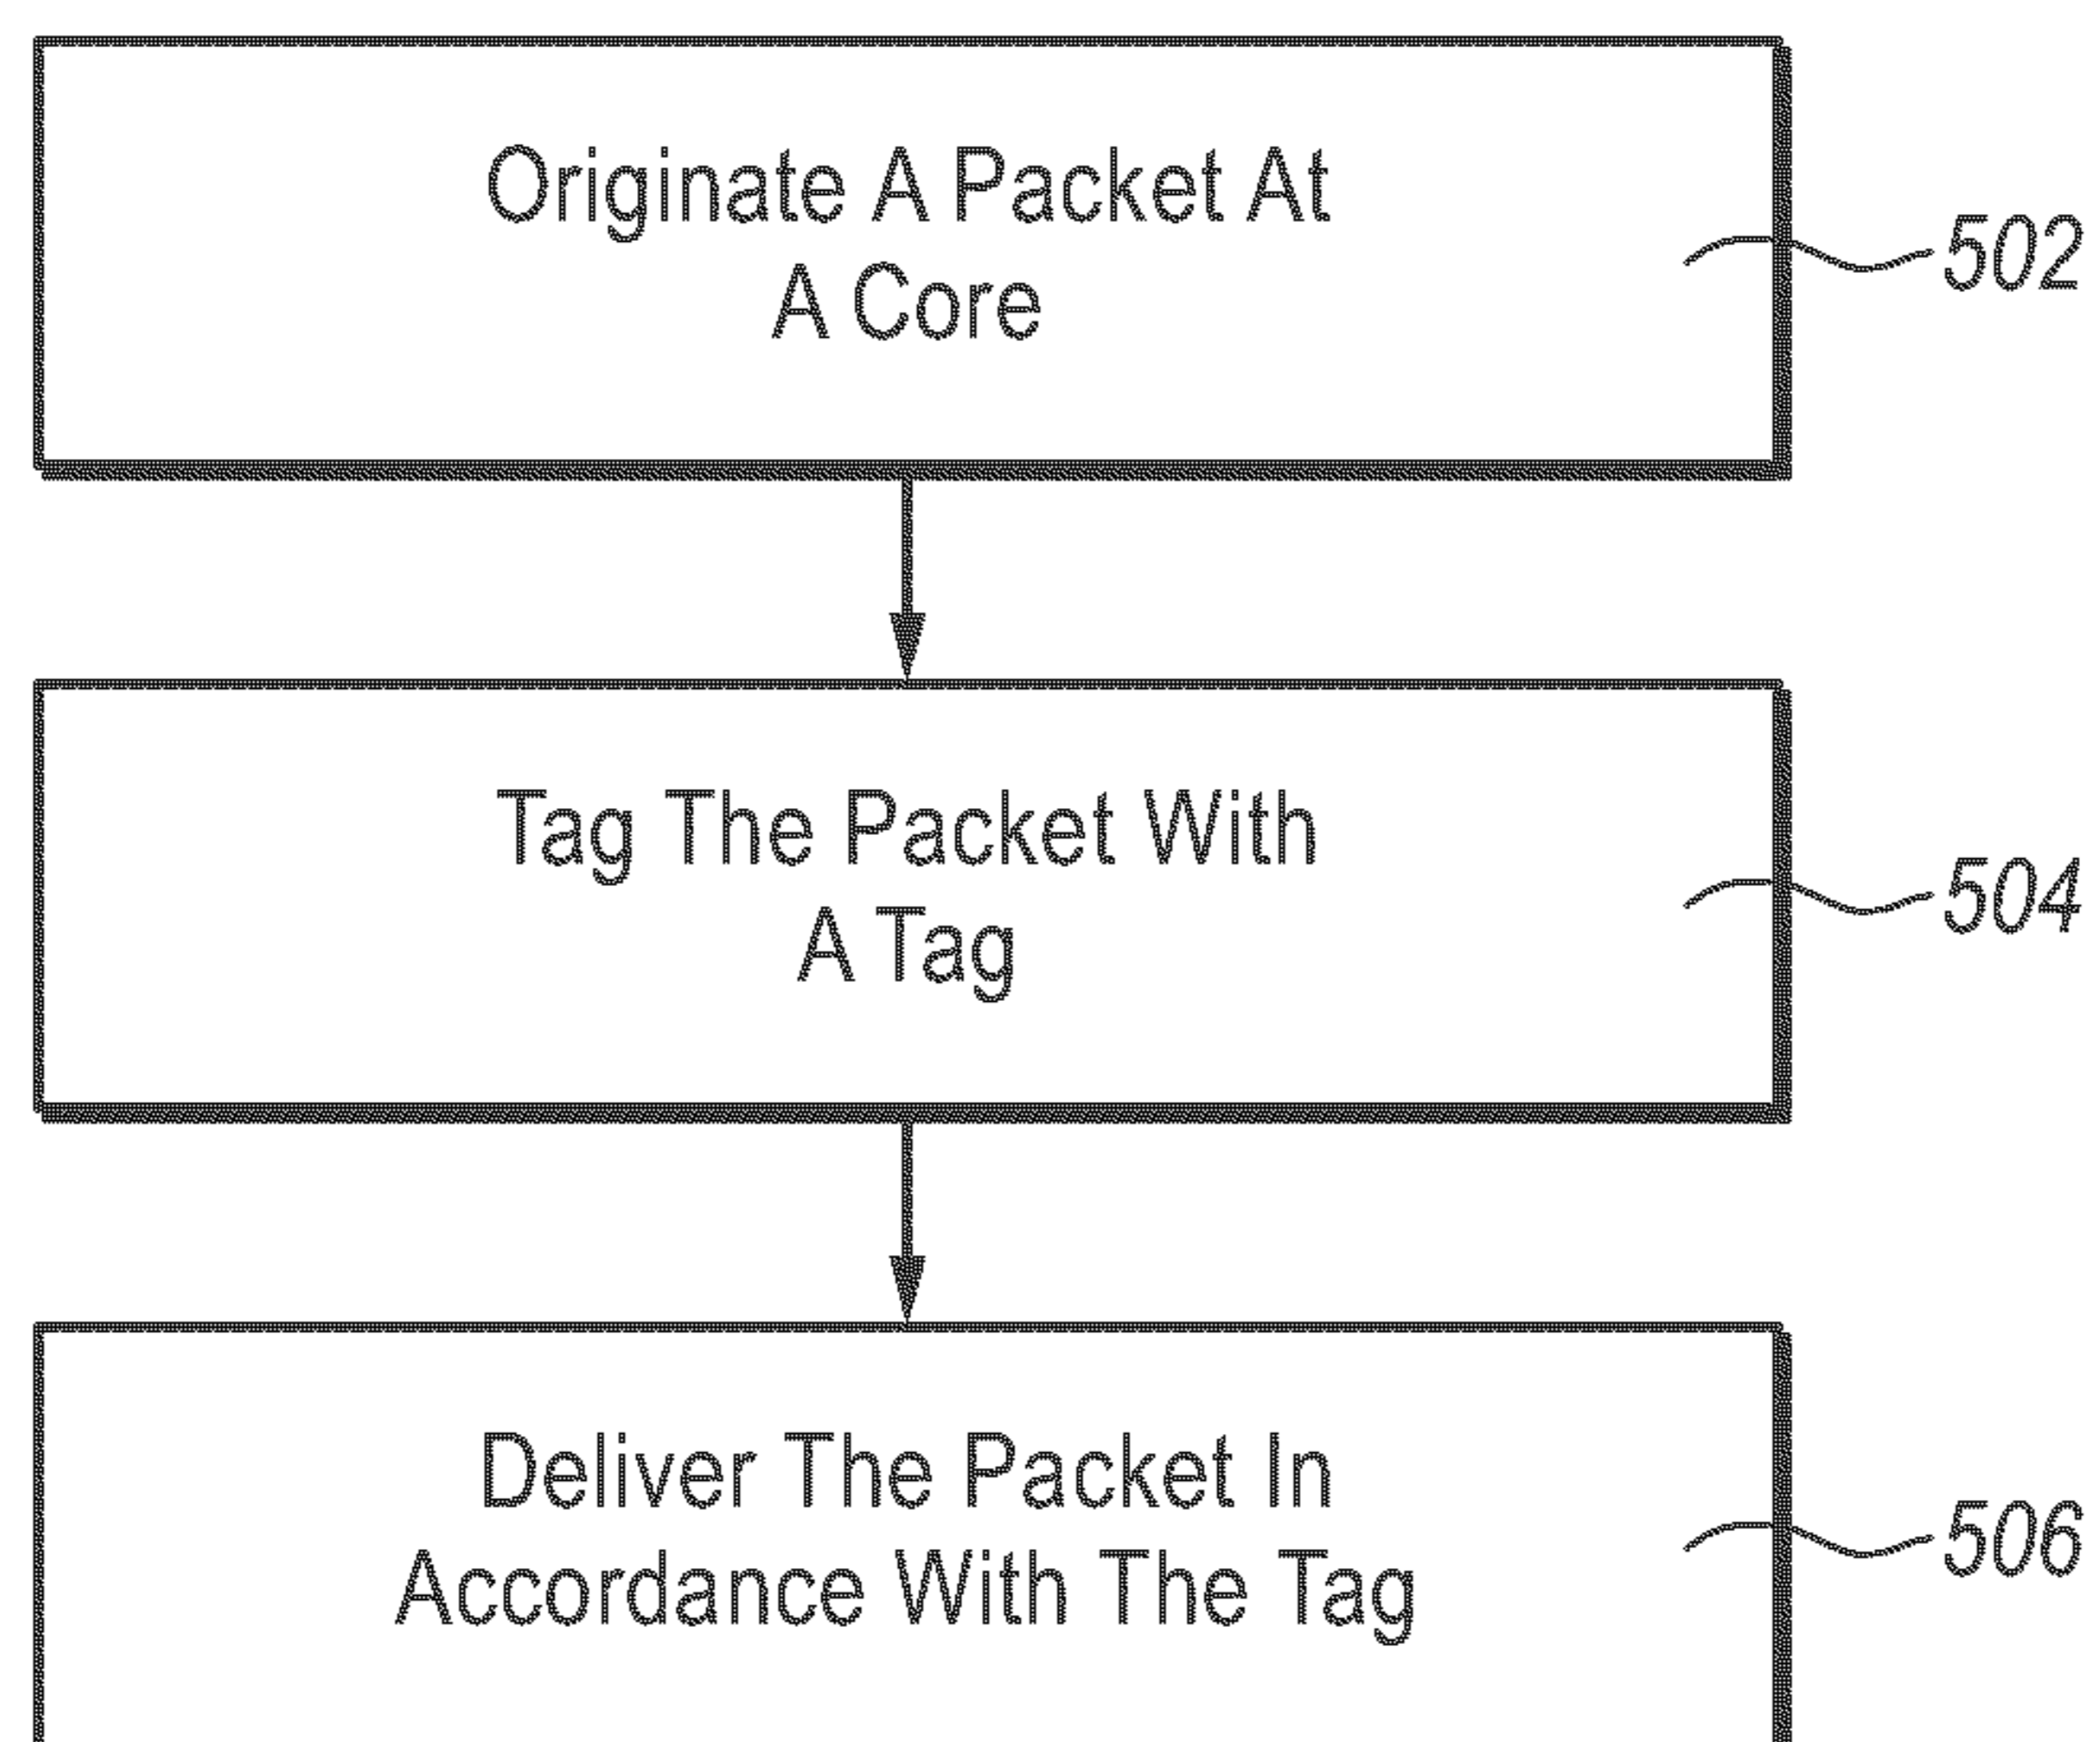 Originate A Packet At
A Core
502
Tag The Packet With
A Tag
504
Deliver The Packet In
Accordance With The Tag
506